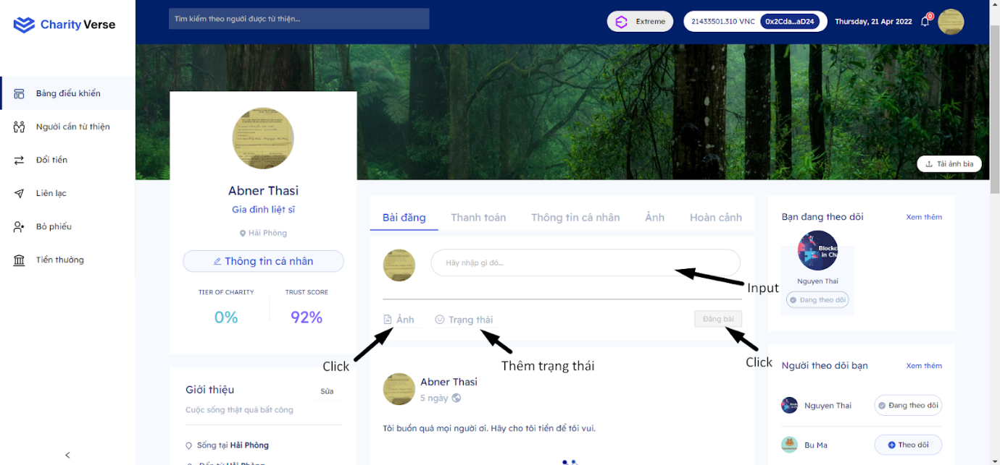 Charity Verse
Tìm kiếm theo người được từ thiện...
Extreme
21433501.310 VNC
0x2Cda...aD24
Thursday, 21 Apr 2022
0
Bảng điều khiển
Người cần từ thiện
Đổi tiền
Liên lạc
Bỏ phiếu
Tiền thưởng
Tải ảnh bìa
Abner Thasi
Gia đình liệt sĩ
Hải Phòng
Thông tin cá nhân
TIER OF CHARITY
TRUST SCORE
0%
92%
Giới thiệu
Sửa
Cuộc sống thật quá bất công
Sống tại Hải Phòng
Đến từ Hải Phòng
Bài đăng
Thanh toán
Thông tin cá nhân
Ảnh
Hoàn cảnh
Hãy nhập gì đó...
Input
Ảnh
Trạng thái
Đăng bài
Click
Thêm trạng thái
Click
Abner Thasi
5 ngày
Tôi buồn quá mọi người ơi. Hãy cho tôi tiền để tôi vui.
Bạn đang theo dõi
Xem thêm
Nguyen Thai
Đang theo dõi
Người theo dõi bạn
Xem thêm
Nguyen Thai
Đang theo dõi
Bu Ma
Theo dõi